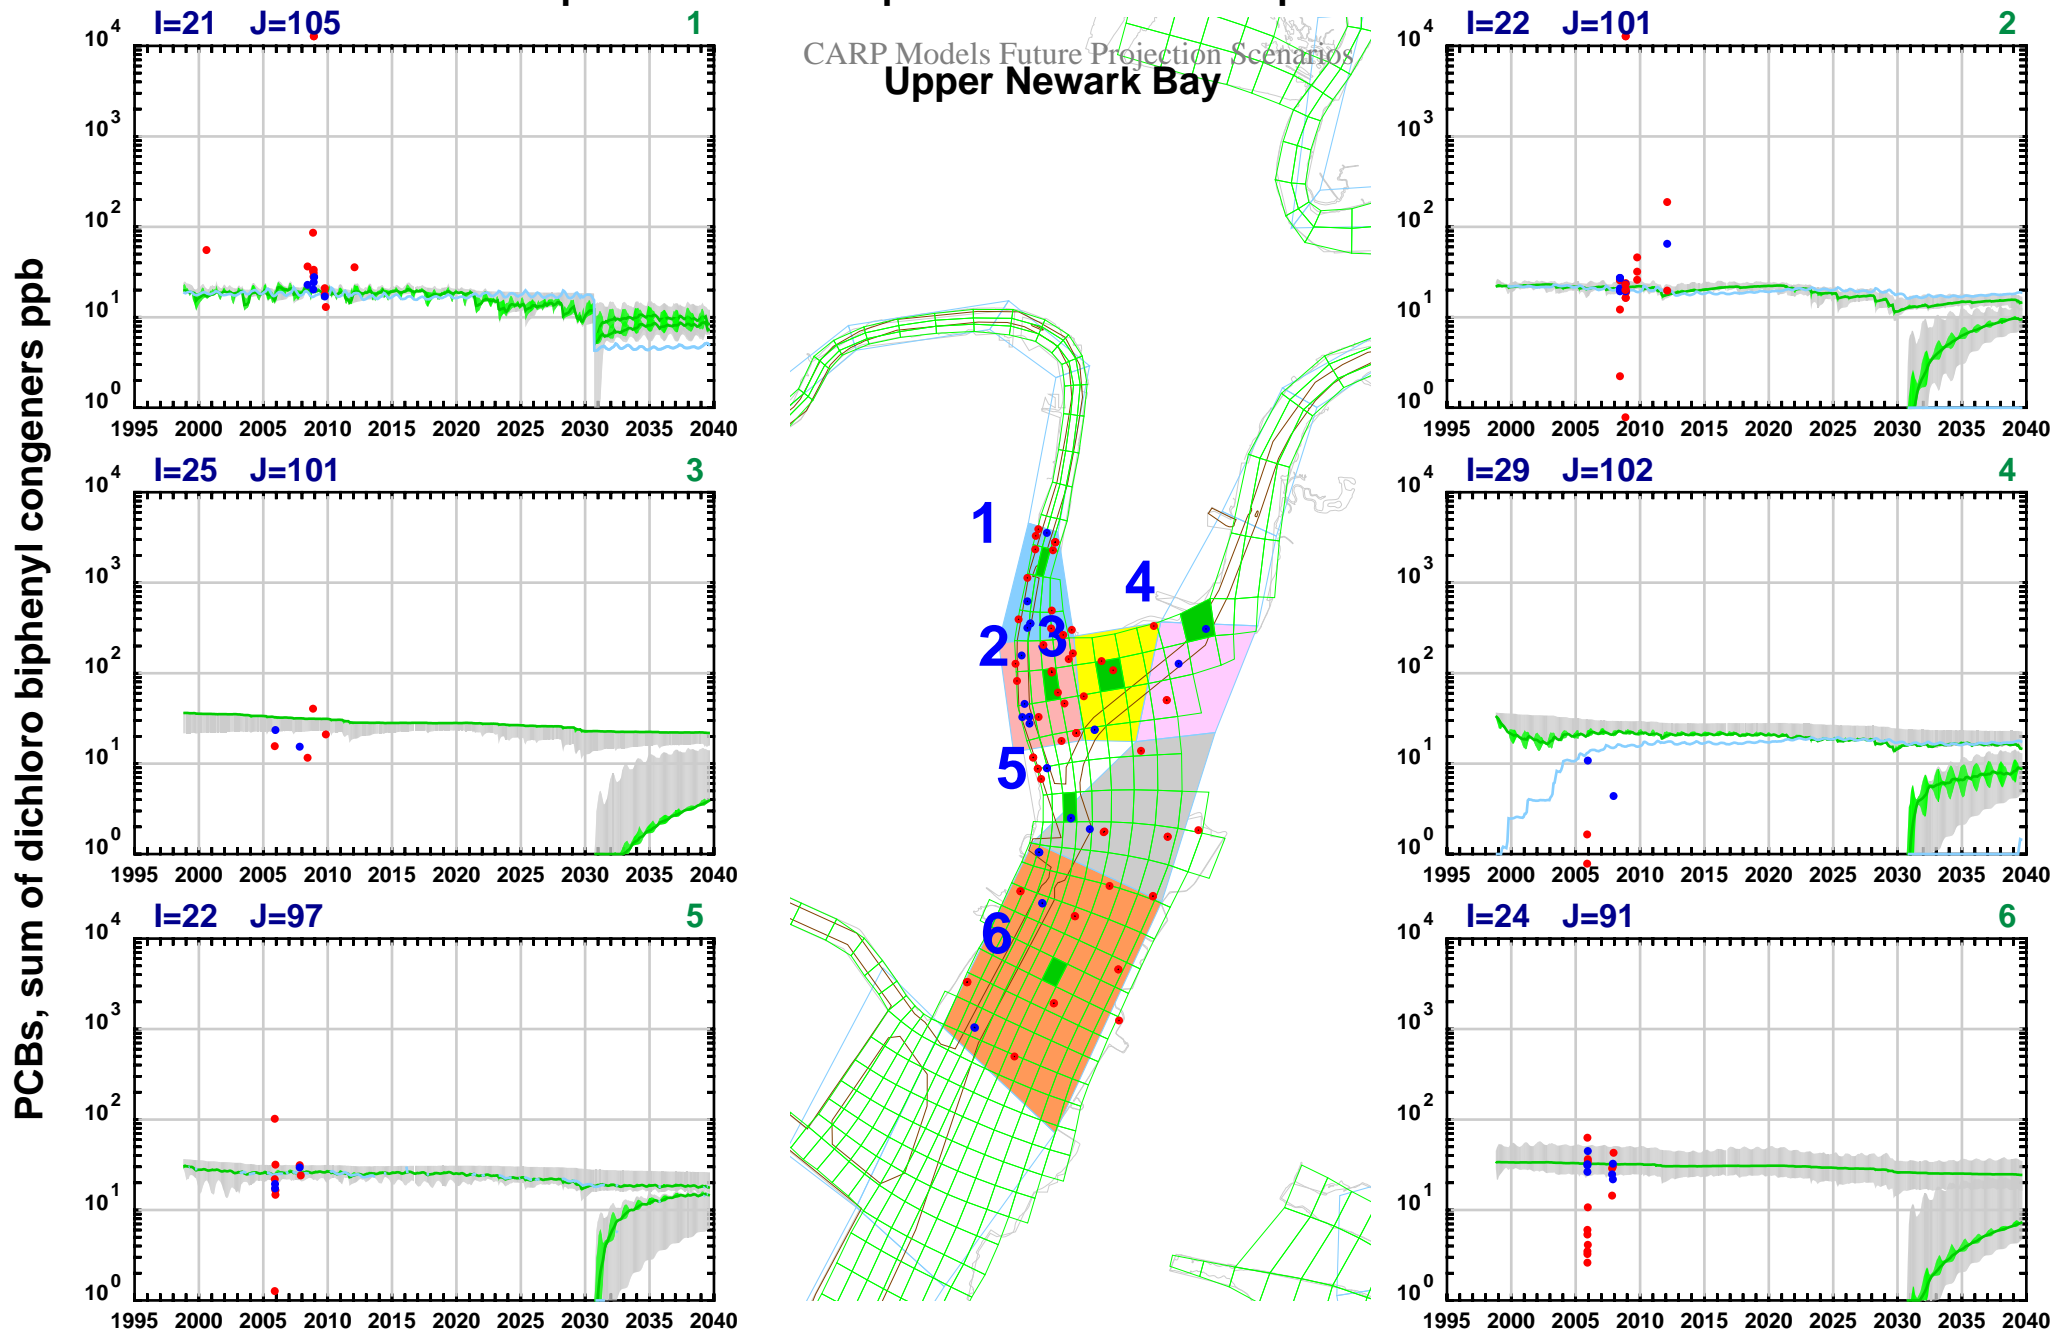 CARP Models Future Projection Scenarios
Upper Newark Bay
PCBs, sum of dichloro biphenyl congeners ppb
I=21 J=105 1
10^4
10^3
10^2
10^1
10^0
1995 2000 2005 2010 2015 2020 2025 2030 2035 2040
I=22 J=101 2
10^4
10^3
10^2
10^1
10^0
1995 2000 2005 2010 2015 2020 2025 2030 2035 2040
I=25 J=101 3
10^4
10^3
10^2
10^1
10^0
1995 2000 2005 2010 2015 2020 2025 2030 2035 2040
I=29 J=102 4
10^4
10^3
10^2
10^1
10^0
1995 2000 2005 2010 2015 2020 2025 2030 2035 2040
I=22 J=97 5
10^4
10^3
10^2
10^1
10^0
1995 2000 2005 2010 2015 2020 2025 2030 2035 2040
I=24 J=91 6
10^4
10^3
10^2
10^1
10^0
1995 2000 2005 2010 2015 2020 2025 2030 2035 2040
1
4
2 3
5
6